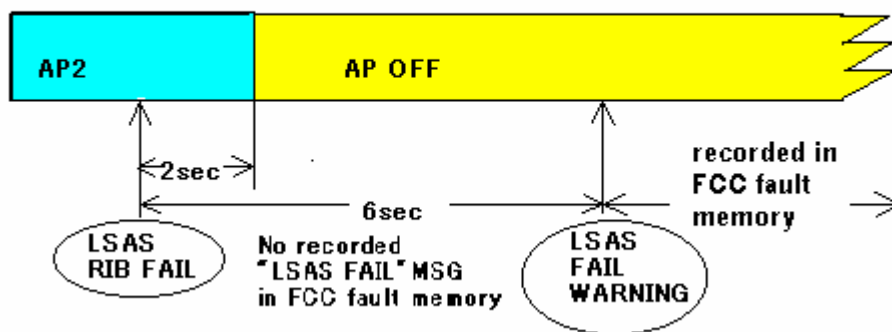 AP2
AP OFF
2sec
6sec
recorded in
FCC fault
memory
LSAS
RIB FAIL
No recorded
"LSAS FAIL" MSG
in FCC fault memory
LSAS
FAIL
WARNING